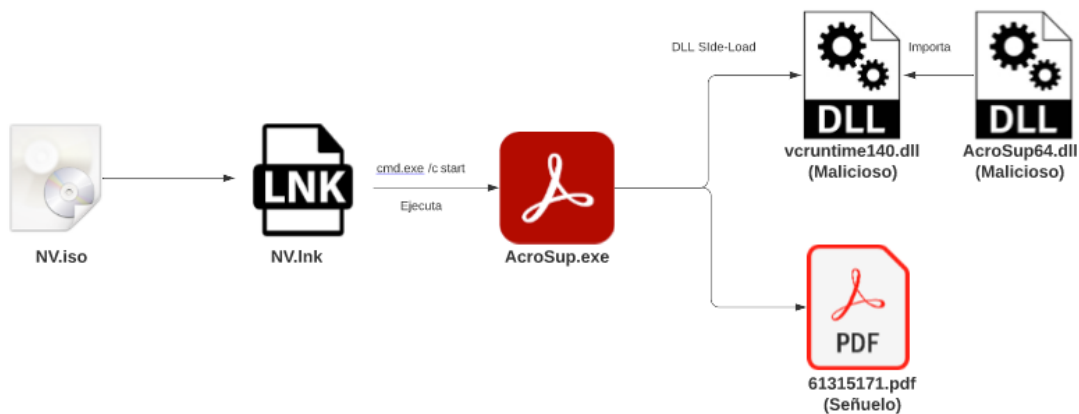 DLL SIde-Load
Importa
DLL
DLL
vcruntime140.dll
(Malicioso)
AcroSup64.dll
(Malicioso)
LNK
cmd.exe /c start
Ejecuta
NV.iso
NV.lnk
AcroSup.exe
PDF
61315171.pdf
(Señuelo)